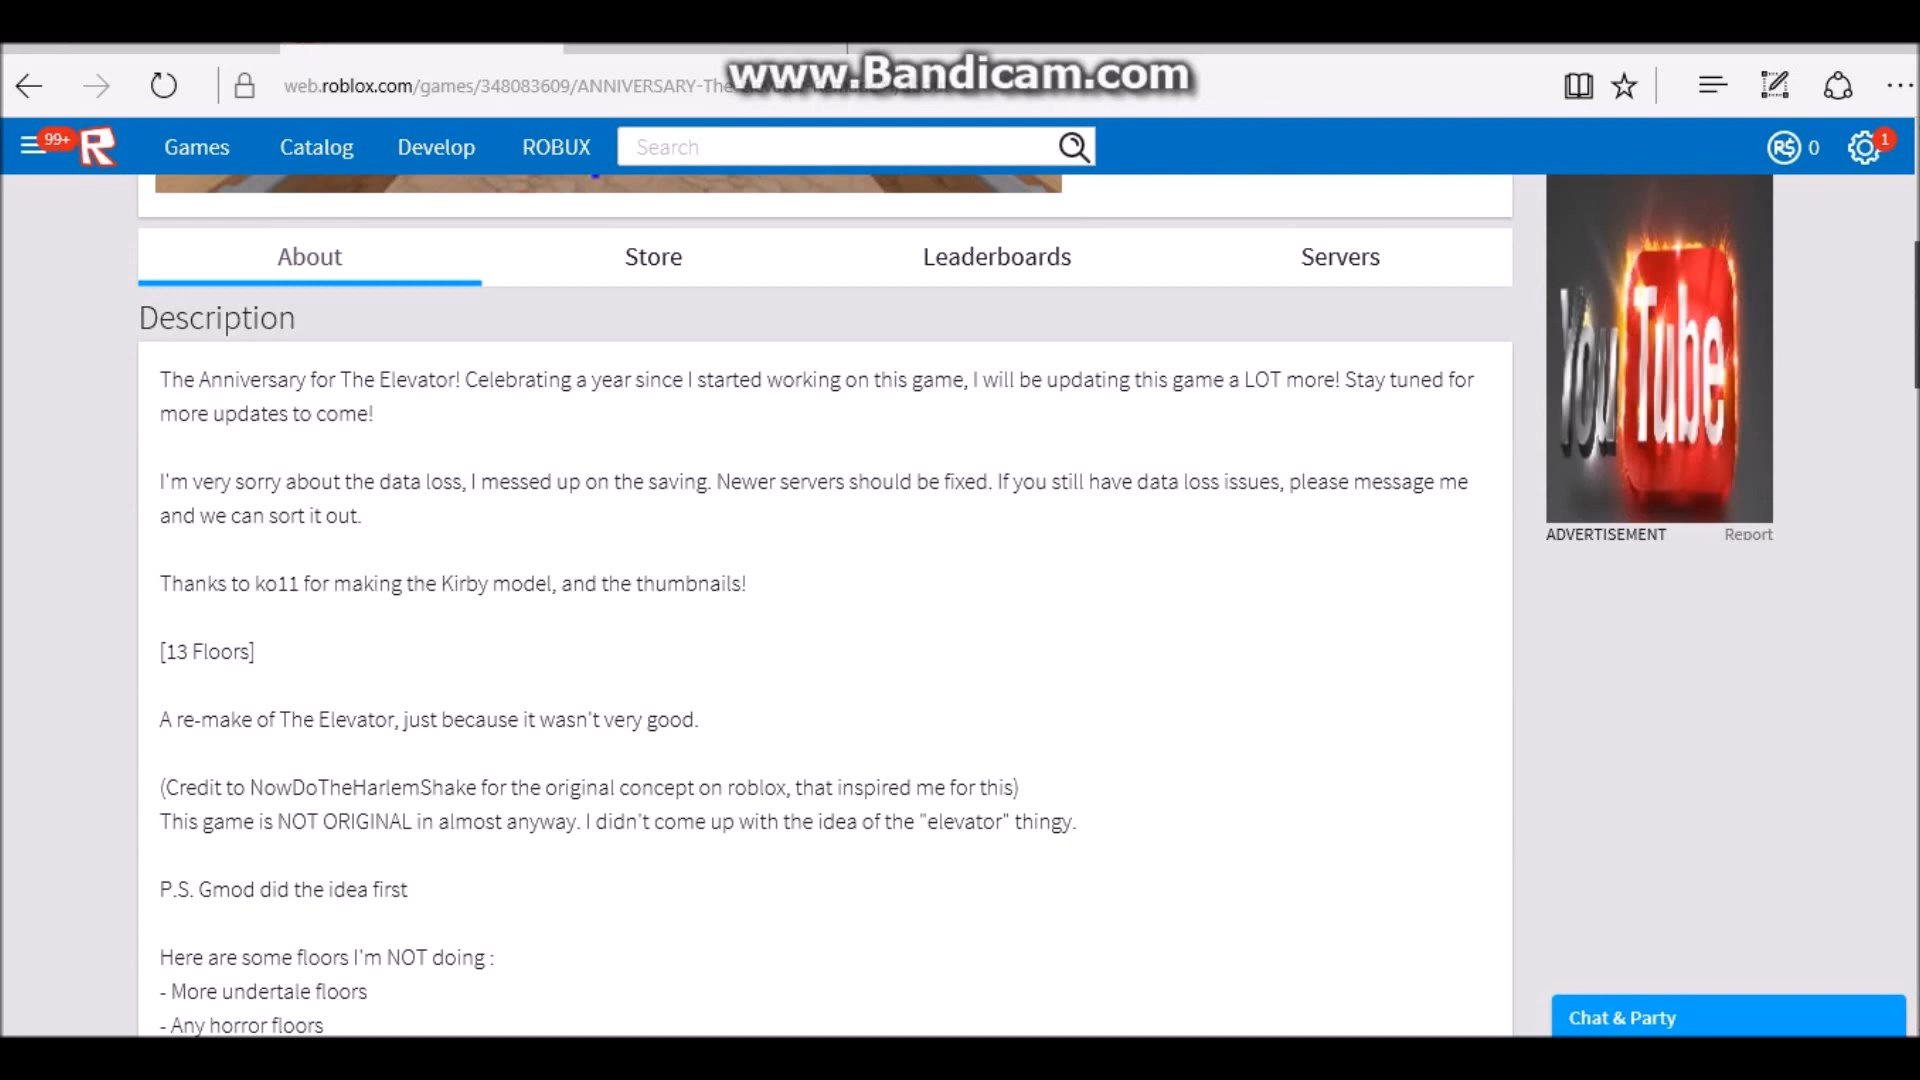 www.Bandicam.com
web.roblox.com/games/348083609/ANNIVERSARY-The
99+
R
Games
Catalog
Develop
ROBUX
Search
R$ 0
1
About
Store
Leaderboards
Servers
Description
The Anniversary for The Elevator! Celebrating a year since I started working on this game, I will be updating this game a LOT more! Stay tuned for
more updates to come!
I'm very sorry about the data loss, I messed up on the saving. Newer servers should be fixed. If you still have data loss issues, please message me
and we can sort it out.
Thanks to ko11 for making the Kirby model, and the thumbnails!
[13 Floors]
A re-make of The Elevator, just because it wasn't very good.
(Credit to NowDoTheHarlemShake for the original concept on roblox, that inspired me for this)
This game is NOT ORIGINAL in almost anyway. I didn't come up with the idea of the "elevator" thingy.
P.S. Gmod did the idea first
Here are some floors I'm NOT doing :
- More undertale floors
- Any horror floors
You Tube
ADVERTISEMENT
Report
Chat & Party